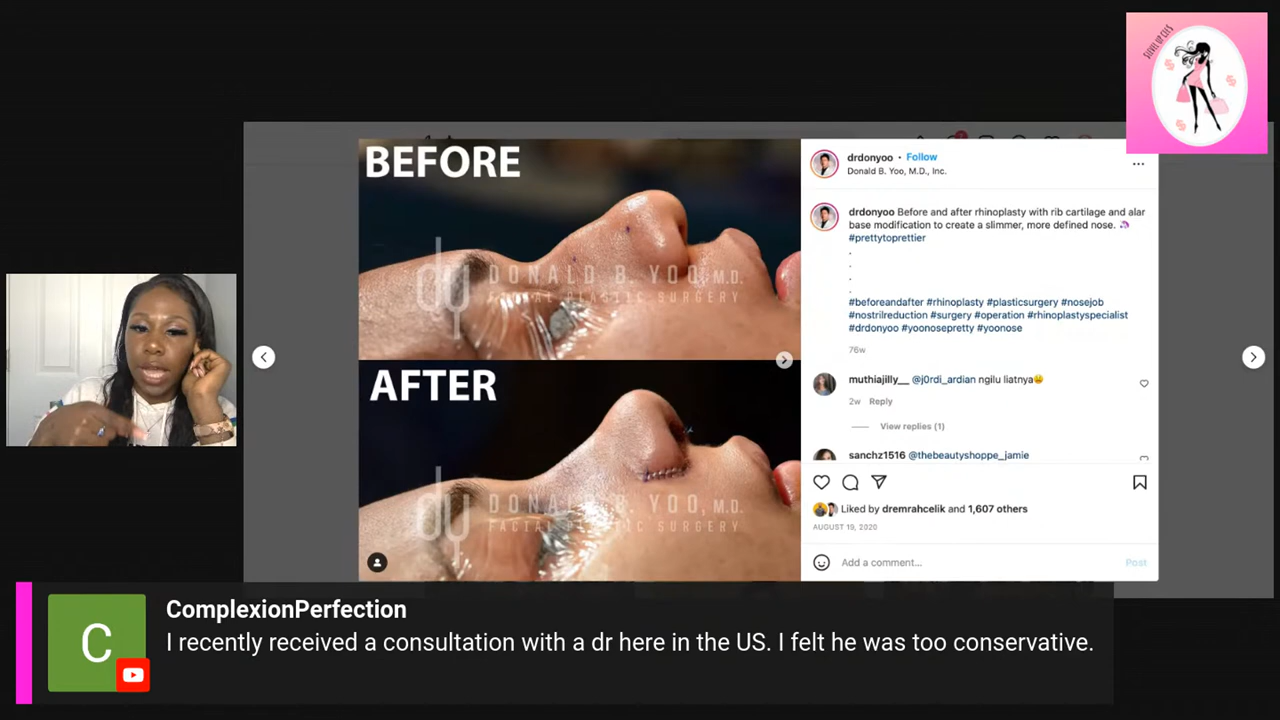 BEFORE
DONALD B. YOO, M.D.
FACIAL PLASTIC SURGERY
AFTER
DONALD B. YOO, M.D.
FACIAL PLASTIC SURGERY
drdonyoo • Follow
Donald B. Yoo, M.D., Inc.
drdonyoo Before and after rhinoplasty with rib cartilage and alar
base modification to create a slimmer, more defined nose. 🦄
#prettytoprettier
.
.
.
.
#beforeandafter #rhinoplasty #plasticsurgery #nosejob
#nostrilreduction #surgery #operation #rhinoplastyspecialist
#drdonyoo #yoonosepretty #yoonose
76w
muthiajilly__ @j0rdi_ardian ngilu liatnya😫
2w Reply
View replies (1)
sanchz1516 @thebeautyshoppe_jamie
Liked by dremrahcelik and 1,607 others
AUGUST 19, 2020
Add a comment...
Post
C
ComplexionPerfection
I recently received a consultation with a dr here in the US. I felt he was too conservative.